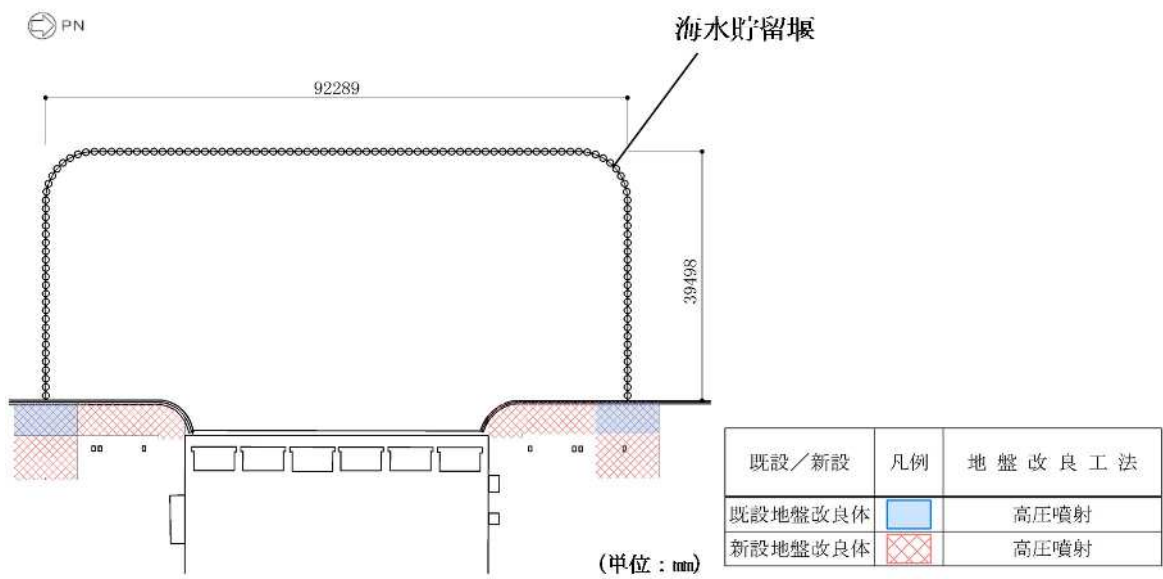 PN
海水貯留堰
92289
39498
既設／新設 凡例 地盤改良工法
既設地盤改良体 高圧噴射
新設地盤改良体 高圧噴射
(単位：㎜)